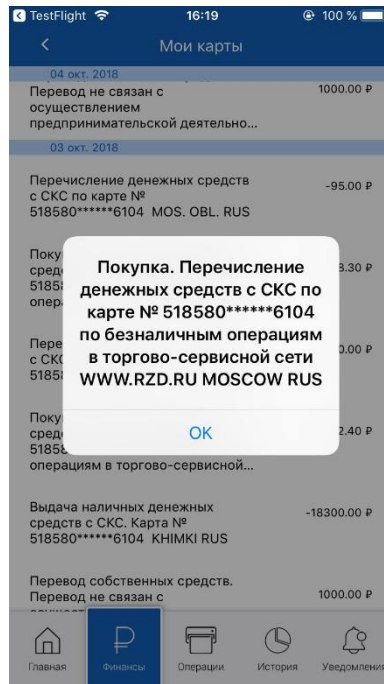 TestFlight 16:19 100 %
Мои карты
04 окт. 2018
Перевод не связан с 1000.00 ₽
осуществлением
предпринимательской деятельно...
03 окт. 2018
Перечисление денежных средств
с СКС по карте № -95.00 ₽
518580******6104 MOS. OBL. RUS
Покупка. Перечисление
денежных средств с СКС по
карте № 518580******6104
по безналичным операциям
в торгово-сервисной сети
WWW.RZD.RU MOSCOW RUS
OK
операциям в торгово-сервисной...
Выдача наличных денежных
средств с СКС. Карта № -18300.00 ₽
518580******6104 KHIMKI RUS
Перевод собственных средств.
Перевод не связан с 1000.00 ₽
Главная Финансы Операции История Уведомления